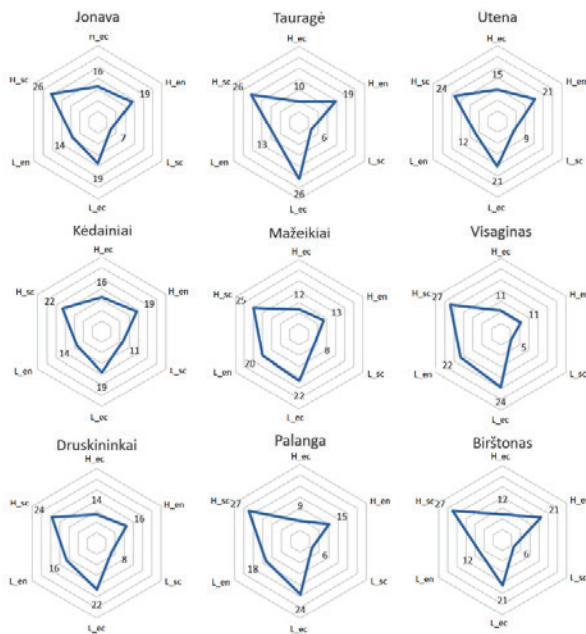 Jonava
H_ec
16
H_sc
26
19
H_en
14
7
L_en
L_sc
19
L_ec
Tauragė
H_ec
10
H_sc
26
19
H_en
13
6
L_en
L_sc
26
L_ec
Utena
H_ec
15
H_sc
24
21
H_en
12
9
L_en
L_sc
21
L_ec
Kėdainiai
H_ec
16
H_sc
22
19
H_en
14
11
L_en
L_sc
19
L_ec
Mažeikiai
H_ec
12
H_sc
25
13
H_en
20
8
L_en
L_sc
22
L_ec
Visaginas
H_ec
11
H_sc
27
11
H_en
22
5
L_en
L_sc
24
L_ec
Druskininkai
H_ec
14
H_sc
24
16
H_en
16
8
L_en
L_sc
22
L_ec
Palanga
H_ec
9
H_sc
27
15
H_en
18
6
L_en
L_sc
24
L_ec
Birštonas
H_ec
12
H_sc
27
21
H_en
12
6
L_en
L_sc
21
L_ec